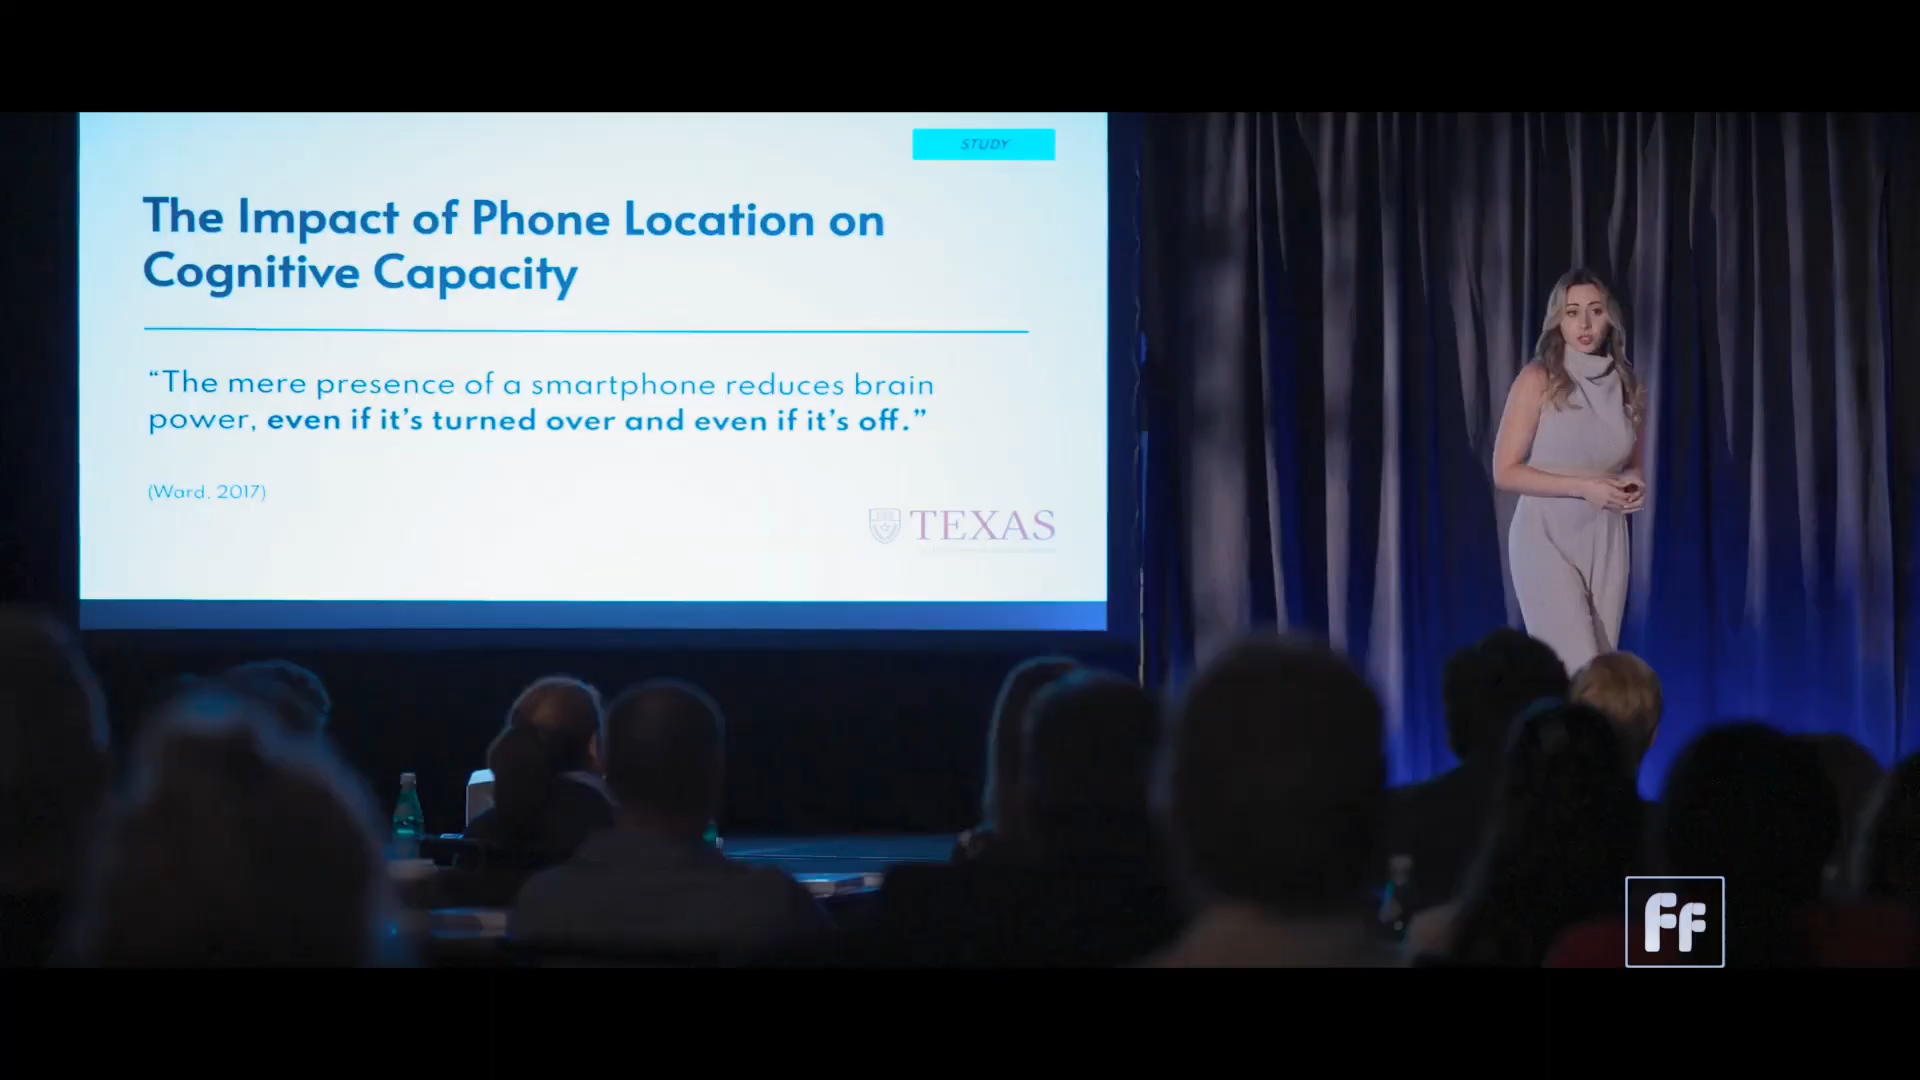 STUDY
The Impact of Phone Location on
Cognitive Capacity
“The mere presence of a smartphone reduces brain
power, even if it’s turned over and even if it’s off.”
(Ward, 2017)
TEXAS
FF